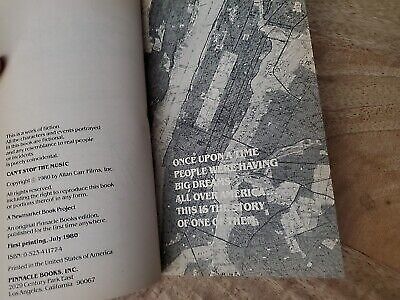 This is a work of fiction.
All the characters and events portrayed
in this book are fictional,
and any resemblance to real people
or incidents
is purely coincidental.
CAN'T STOP THE MUSIC
Copyright © 1980 by Allan Carr Films, Inc.
All rights reserved,
including the right to reproduce this book
or portions thereof in any form.
A Newmarket Book Project
An original Pinnacle Books edition,
published for the first time anywhere.
First printing, July 1980
ISBN: 0-523-41172-4
Printed in the United States of America
PINNACLE BOOKS, INC.
2029 Century Park East
Los Angeles, California 90067
ONCE UPON A TIME
PEOPLE WERE HAVING
BIG DREAMS
ALL OVER AMERICA.
THIS IS THE STORY
OF ONE OF THEM.